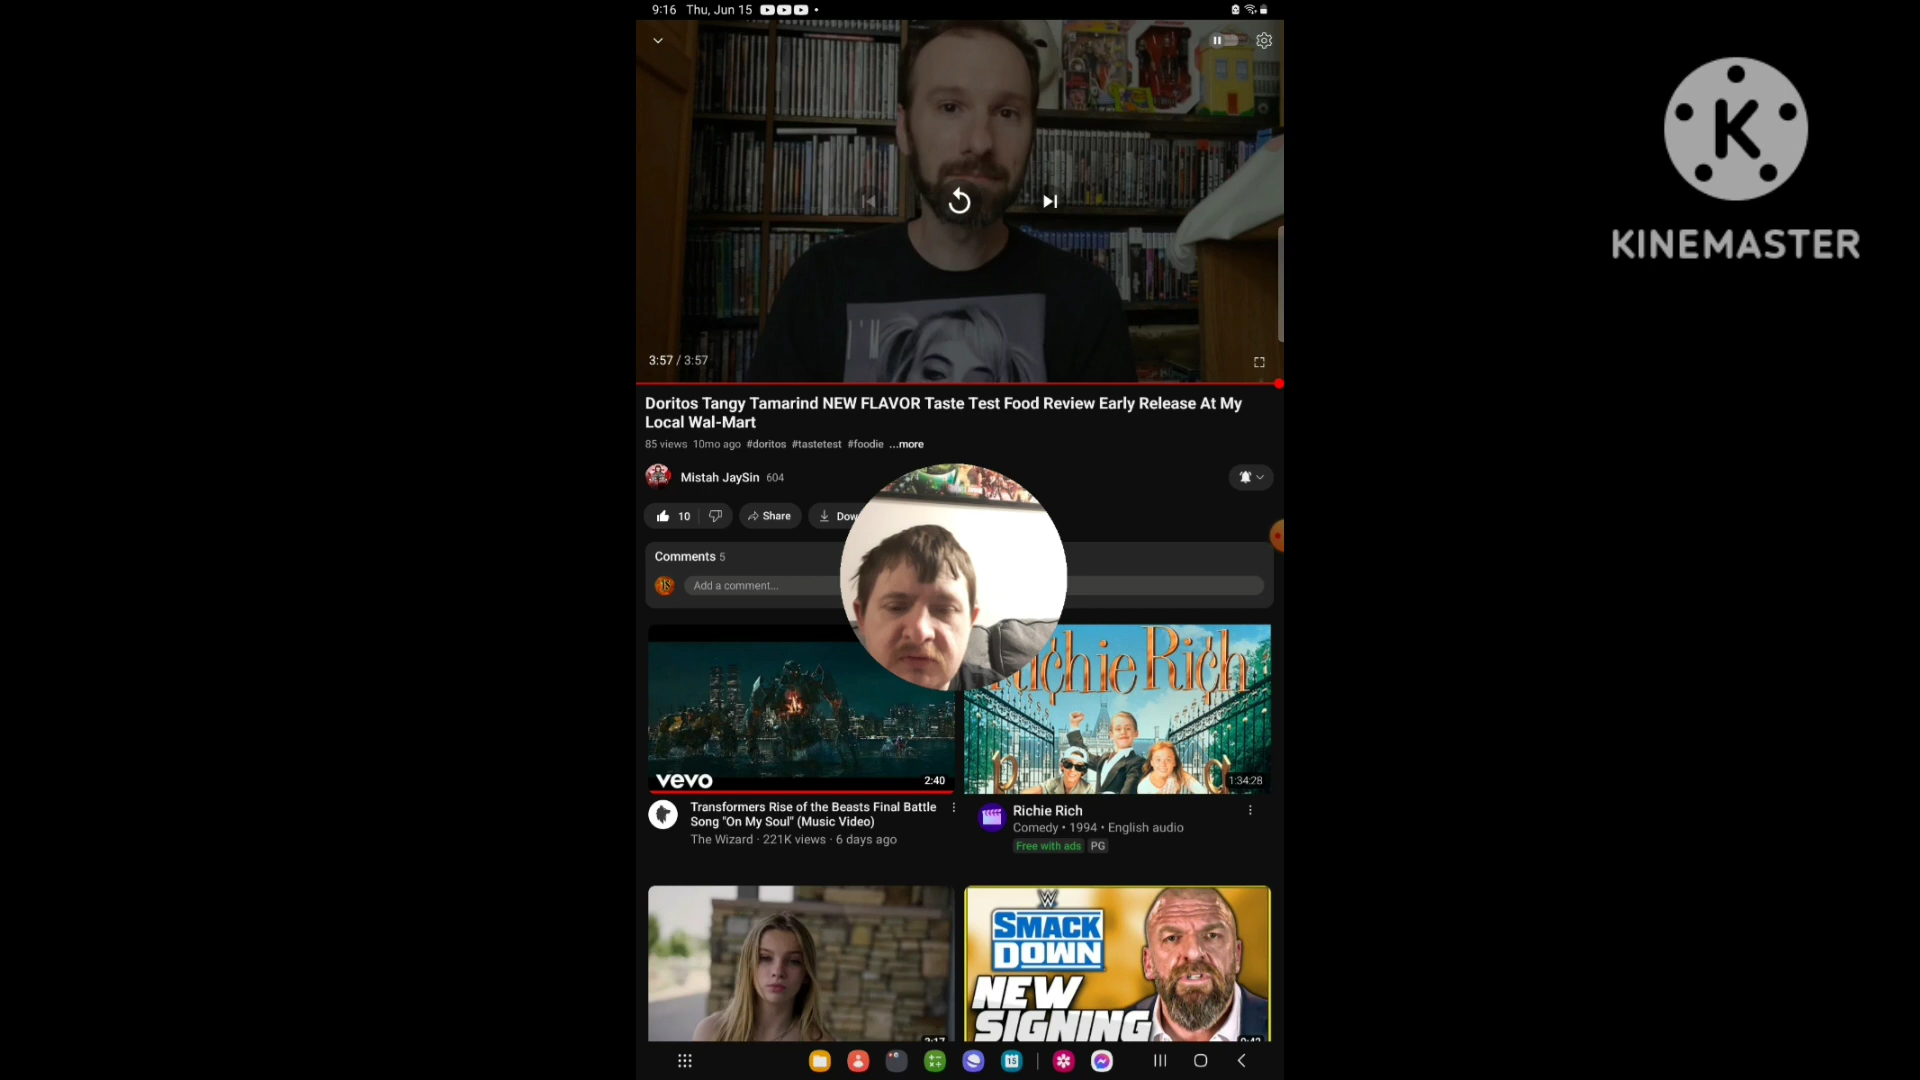 9:16 Thu, Jun 15
KINEMASTER
I'M
3:57 / 3:57
Doritos Tangy Tamarind NEW FLAVOR Taste Test Food Review Early Release At My
Local Wal-Mart
85 views 10mo ago #doritos #tastetest #foodie ...more
Mistah JaySin 604
10
Share
Dow
Comments 5
Add a comment...
Richie Rich
vevo
2:40
1:34:28
Transformers Rise of the Beasts Final Battle
Song "On My Soul" (Music Video)
The Wizard · 221K views · 6 days ago
Richie Rich
Comedy • 1994 • English audio
Free with ads PG
SMACK
DOWN
NEW
SIGNING
15